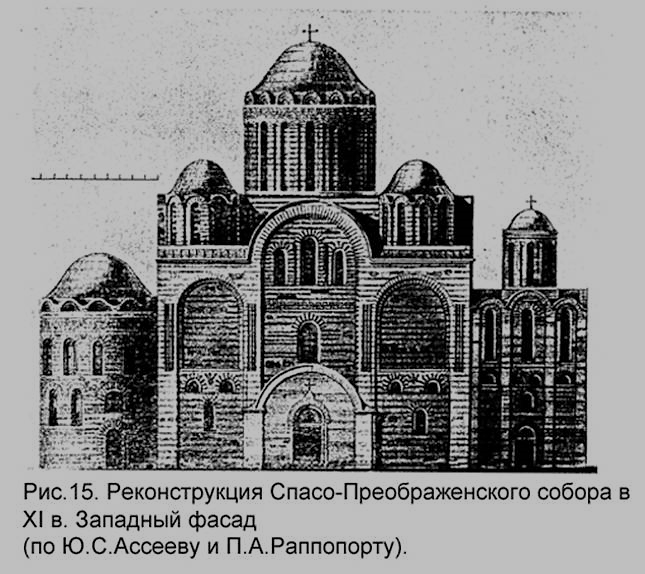 Рис.15. Реконструкция Спасо-Преображенского собора в
XI в. Западный фасад
(по Ю.С.Ассееву и П.А.Раппопорту).